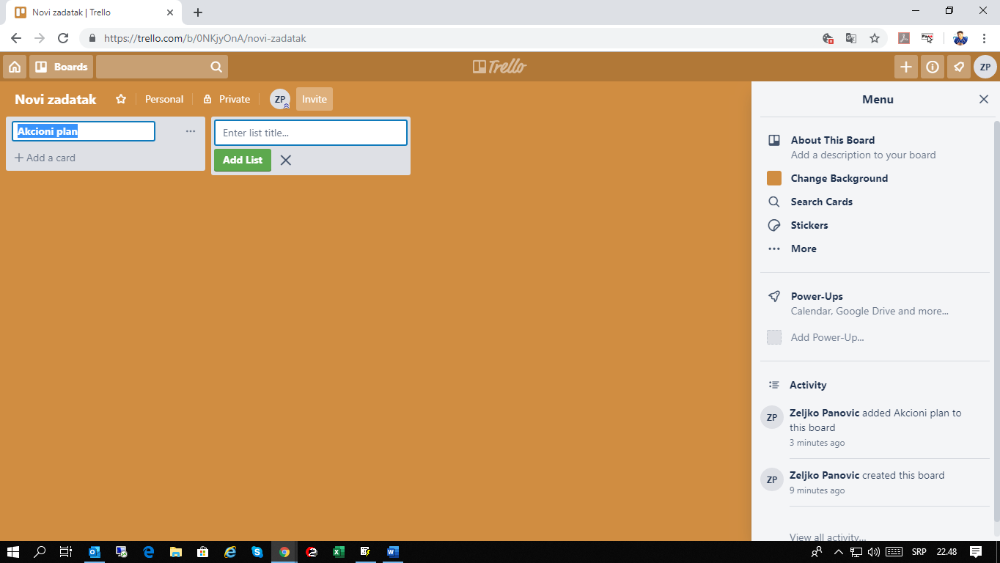 Novi zadatak | Trello
https://trello.com/b/0NKjyOnA/novi-zadatak
Boards
Trello
ZP
Novi zadatak
Personal
Private
ZP
Invite
Akcioni plan
Add a card
Enter list title...
Add List
Menu
About This Board
Add a description to your board
Change Background
Search Cards
Stickers
More
Power-Ups
Calendar, Google Drive and more...
Add Power-Up...
Activity
ZP
Zeljko Panovic added Akcioni plan to
this board
3 minutes ago
ZP
Zeljko Panovic created this board
9 minutes ago
View all activity...
SRP
22.48